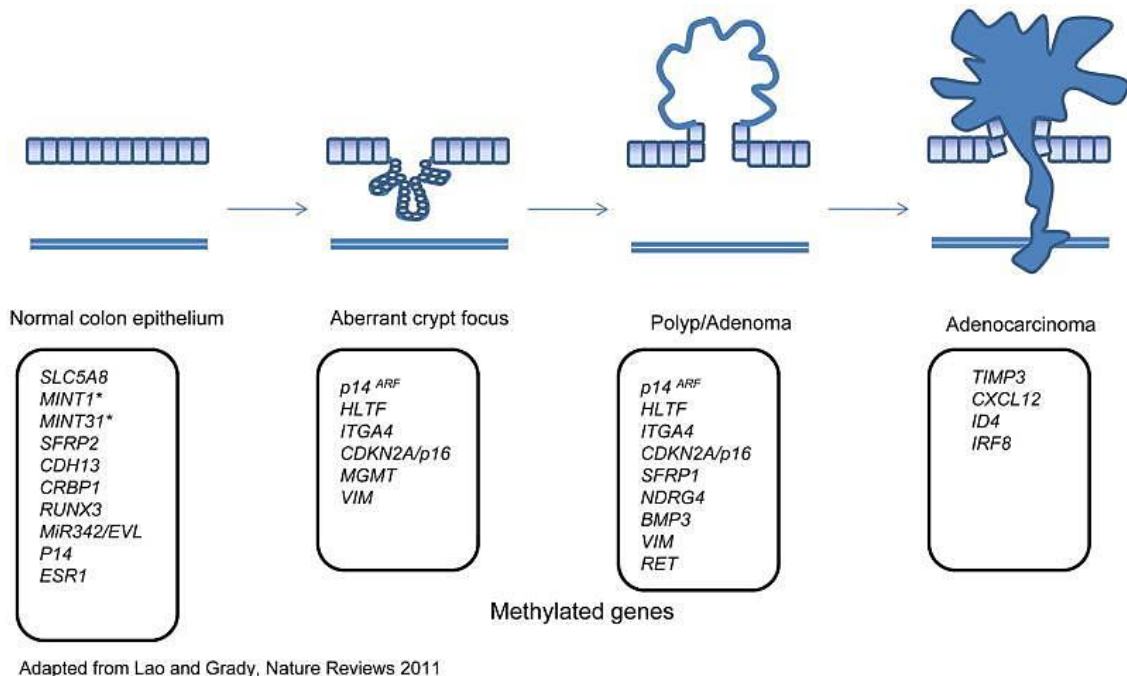 Normal colon epithelium
SLC5A8
MINT1*
MINT31*
SFRP2
CDH13
CRBP1
RUNX3
MiR342/EVL
P14
ESR1
Aberrant crypt focus
p14 ARF
HLTF
ITGA4
CDKN2A/p16
MGMT
VIM
Polyp/Adenoma
p14 ARF
HLTF
ITGA4
CDKN2A/p16
SFRP1
NDRG4
BMP3
VIM
RET
Adenocarcinoma
TIMP3
CXCL12
ID4
IRF8
Methylated genes
Adapted from Lao and Grady, Nature Reviews 2011